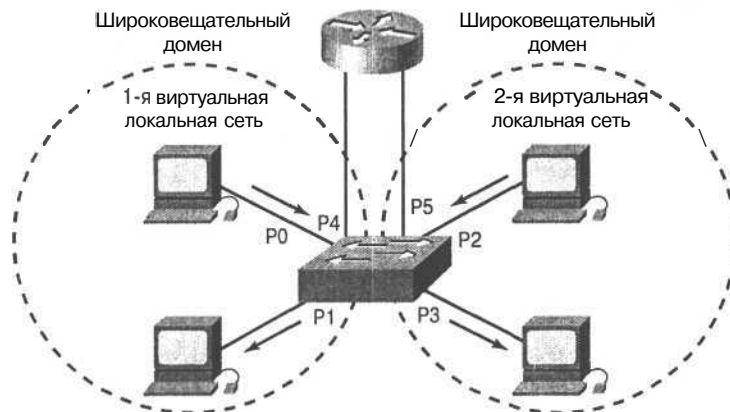 Широковещательный
домен
Широковещательный
домен
1-я виртуальная
локальная сеть
2-я виртуальная
локальная сеть
P4
P5
P0
P2
P1
P3